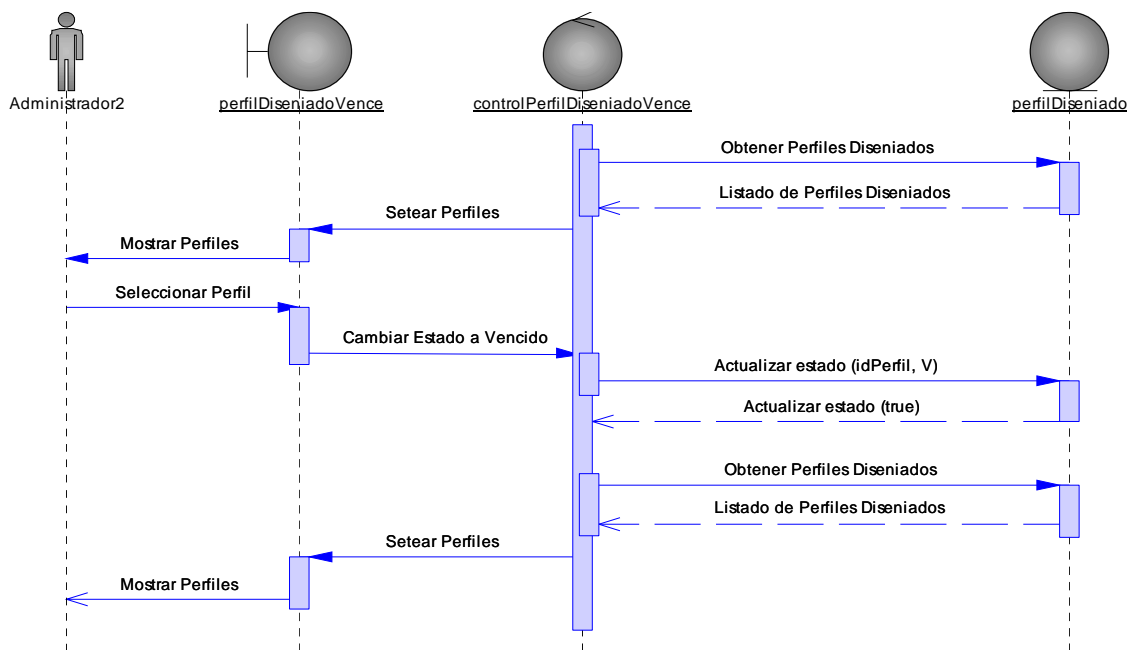 Administrador2
perfilDiseniadoVence
controlPerfilDiseniadoVence
perfilDiseniado
Obtener Perfiles Diseniados
Listado de Perfiles Diseniados
Setear Perfiles
Mostrar Perfiles
Seleccionar Perfil
Cambiar Estado a Vencido
Actualizar estado (idPerfil, V)
Actualizar estado (true)
Obtener Perfiles Diseniados
Listado de Perfiles Diseniados
Setear Perfiles
Mostrar Perfiles